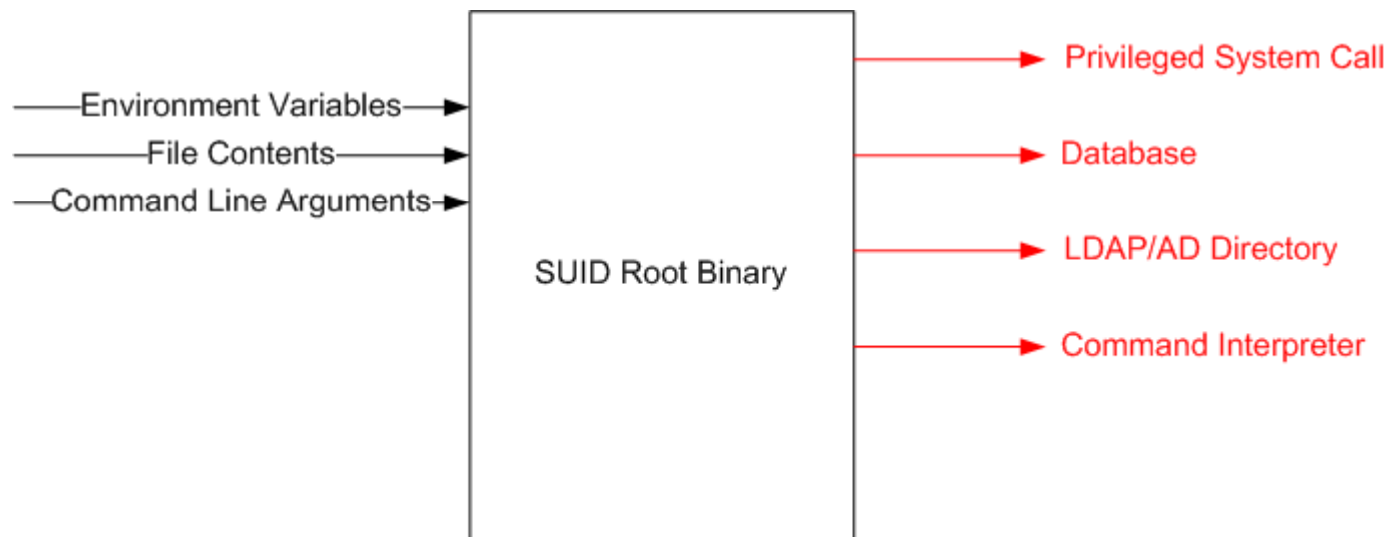 Environment Variables
File Contents
Command Line Arguments
SUID Root Binary
Privileged System Call
Database
LDAP/AD Directory
Command Interpreter